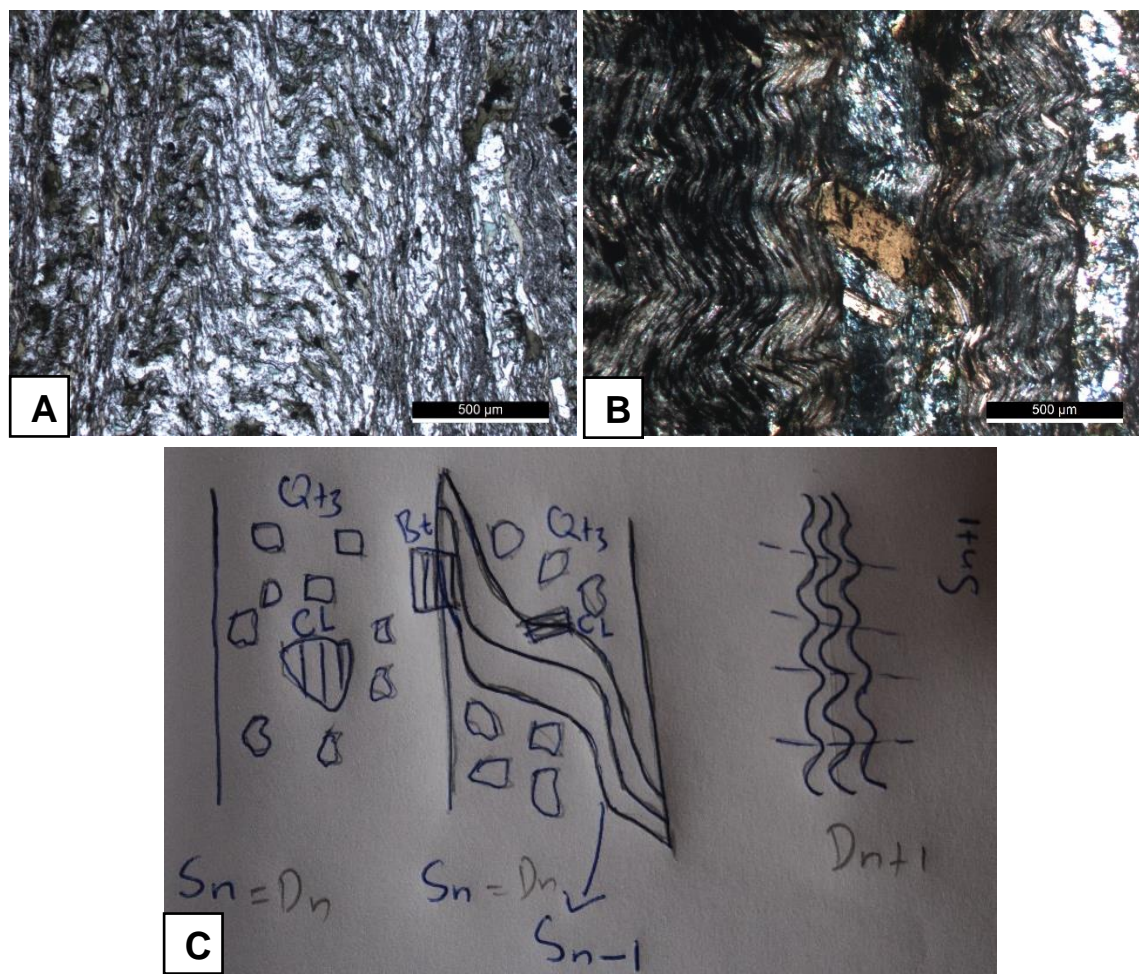 A
500 µm
B
500 µm
Qtz
Bt
Qtz
CL
CL
Sn+1
Dn+1
Sn = Dn
Sn = Dn
Sn-1
C